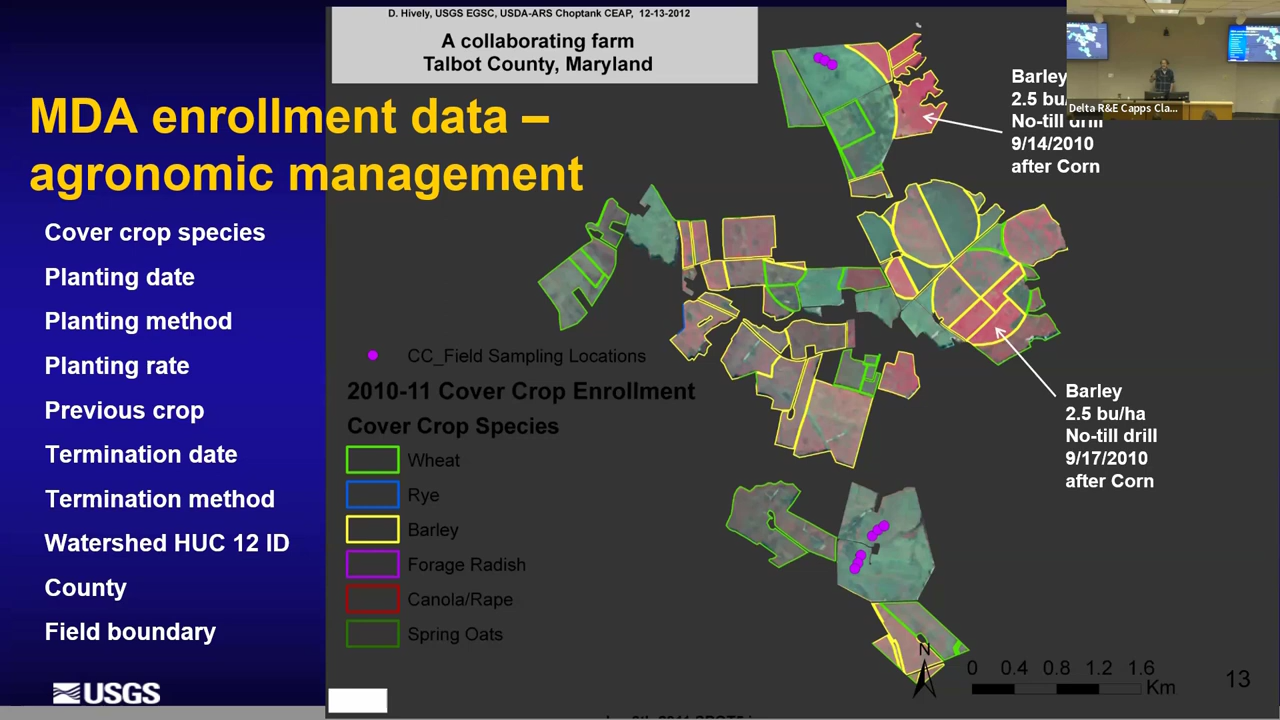 D. Hively, USGS EGSC, USDA-ARS Choptank CEAP, 12-13-2012
A collaborating farm
Talbot County, Maryland
MDA enrollment data –
agronomic management
Cover crop species
Planting date
Planting method
Planting rate
Previous crop
Termination date
Termination method
Watershed HUC 12 ID
County
Field boundary
USGS
Barley
2.5
No-till drill
9/14/2010
after Corn
Delta R&E Capps Cla...
CC_Field Sampling Locations
2010-11 Cover Crop Enrollment
Cover Crop Species
Wheat
Rye
Barley
Forage Radish
Canola/Rape
Spring Oats
Barley
2.5 bu/ha
No-till drill
9/17/2010
after Corn
N
0 0.4 0.8 1.2 1.6
Km
13